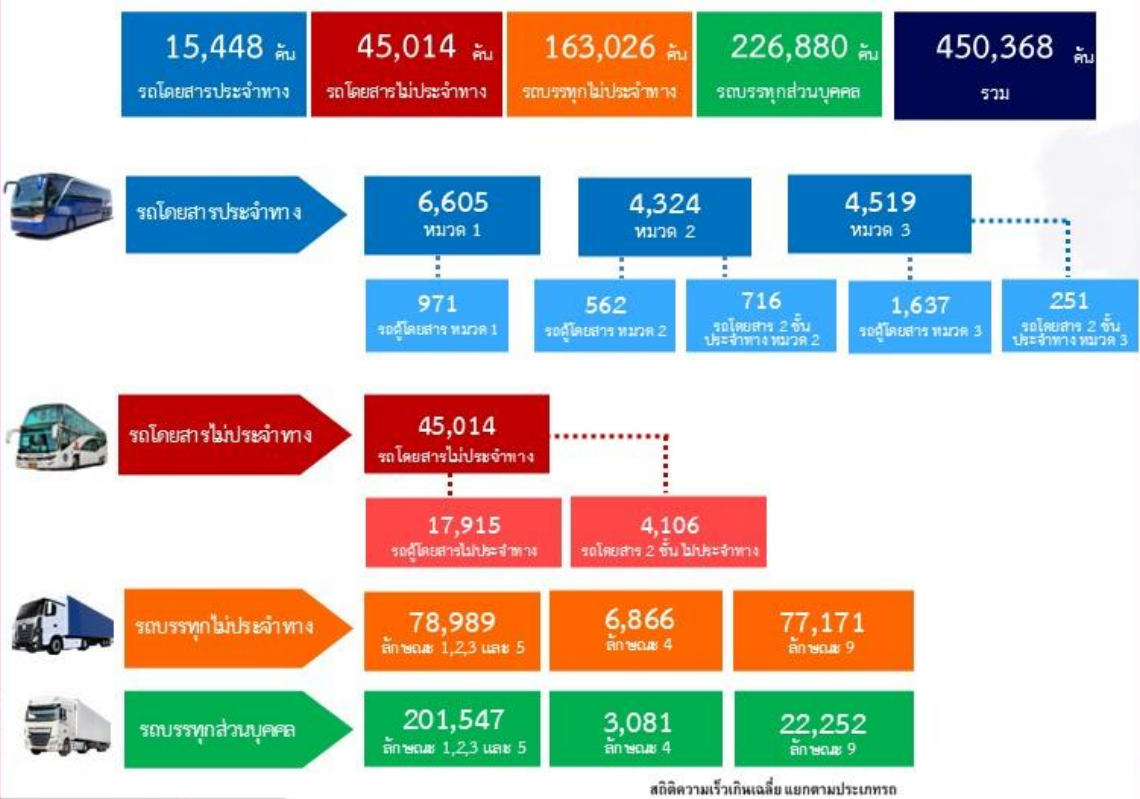 15,448 คัน
รถโดยสารประจำทาง
45,014 คัน
รถโดยสารไม่ประจำทาง
163,026 คัน
รถบรรทุกไม่ประจำทาง
226,880 คัน
รถบรรทุกส่วนบุคคล
450,368 คัน
รวม
รถโดยสารประจำทาง
6,605
หมวด 1
4,324
หมวด 2
4,519
หมวด 3
971
รถตู้โดยสาร หมวด 1
562
รถตู้โดยสาร หมวด 2
716
รถโดยสาร 2 ชั้น
ประจำทาง หมวด 2
1,637
รถตู้โดยสาร หมวด 3
251
รถโดยสาร 2 ชั้น
ประจำทาง หมวด 3
รถโดยสารไม่ประจำทาง
45,014
รถโดยสารไม่ประจำทาง
17,915
รถตู้โดยสารไม่ประจำทาง
4,106
รถโดยสาร 2 ชั้น ไม่ประจำทาง
รถบรรทุกไม่ประจำทาง
78,989
ลักษณะ 1,2,3 และ 5
6,866
ลักษณะ 4
77,171
ลักษณะ 9
รถบรรทุกส่วนบุคคล
201,547
ลักษณะ 1,2,3 และ 5
3,081
ลักษณะ 4
22,252
ลักษณะ 9
สถิติความเร็วเกินเฉลี่ย แยกตามประเภทรถ